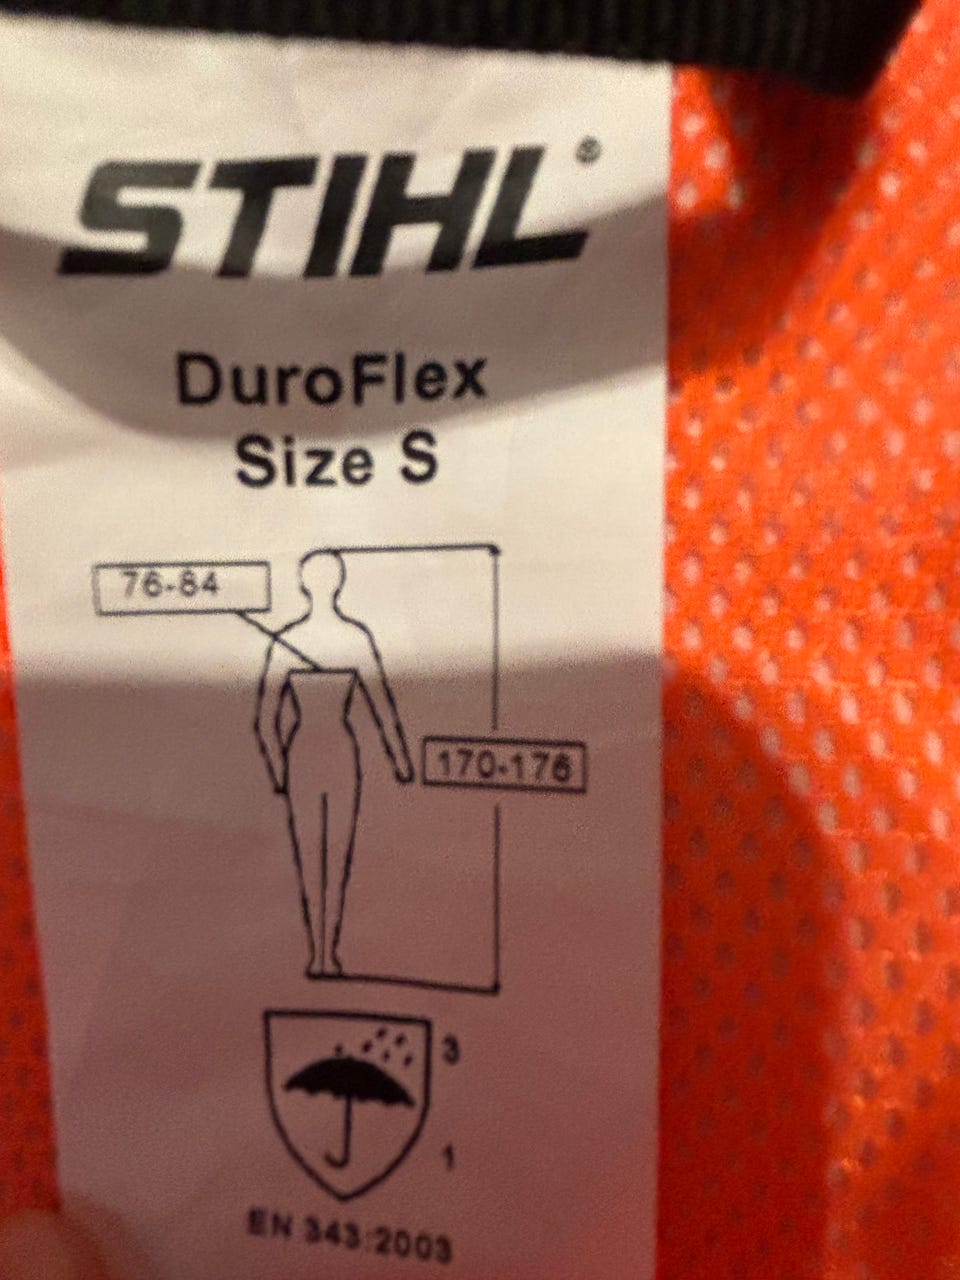 STIHL®
DuroFlex
Size S
76-84
170-176
3
1
EN 343:2003